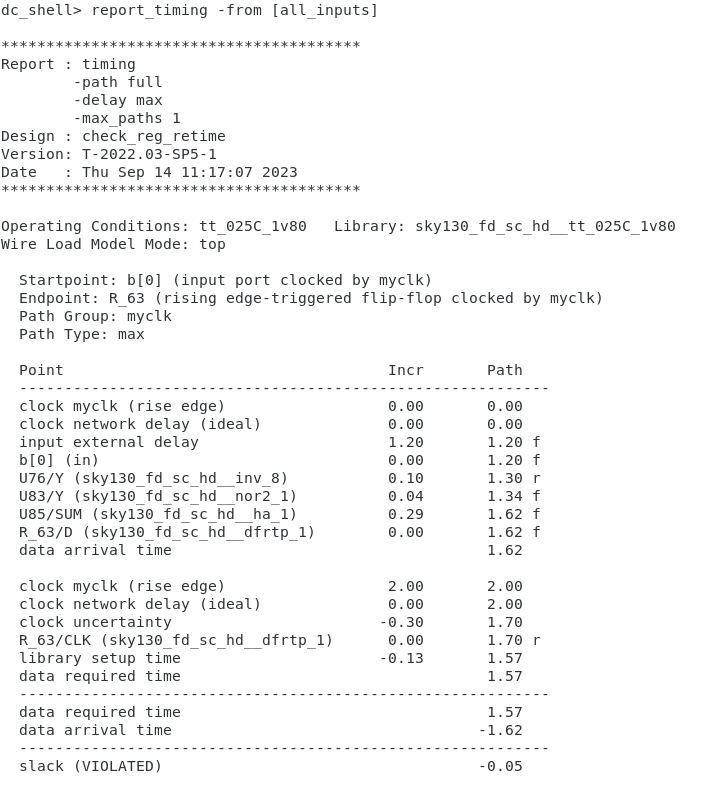 dc_shell> report_timing -from [all_inputs]
****************************************
Report : timing
        -path full
        -delay max
        -max_paths 1
Design : check_reg_retime
Version: T-2022.03-SP5-1
Date   : Thu Sep 14 11:17:07 2023
****************************************
Operating Conditions: tt_025C_1v80   Library: sky130_fd_sc_hd__tt_025C_1v80
Wire Load Model Mode: top
  Startpoint: b[0] (input port clocked by myclk)
  Endpoint: R_63 (rising edge-triggered flip-flop clocked by myclk)
  Path Group: myclk
  Path Type: max
  Point                                    Incr       Path
  -----------------------------------------------------------
  clock myclk (rise edge)                  0.00       0.00
  clock network delay (ideal)              0.00       0.00
  input external delay                     1.20       1.20 f
  b[0] (in)                                0.00       1.20 f
  U76/Y (sky130_fd_sc_hd__inv_8)           0.10       1.30 r
  U83/Y (sky130_fd_sc_hd__nor2_1)          0.04       1.34 f
  U85/SUM (sky130_fd_sc_hd__ha_1)          0.29       1.62 f
  R_63/D (sky130_fd_sc_hd__dfrtp_1)        0.00       1.62 f
  data arrival time                                   1.62
  clock myclk (rise edge)                  2.00       2.00
  clock network delay (ideal)              0.00       2.00
  clock uncertainty                       -0.30       1.70
  R_63/CLK (sky130_fd_sc_hd__dfrtp_1)      0.00       1.70 r
  library setup time                      -0.13       1.57
  data required time                                  1.57
  -----------------------------------------------------------
  data required time                                  1.57
  data arrival time                                  -1.62
  -----------------------------------------------------------
  slack (VIOLATED)                                   -0.05